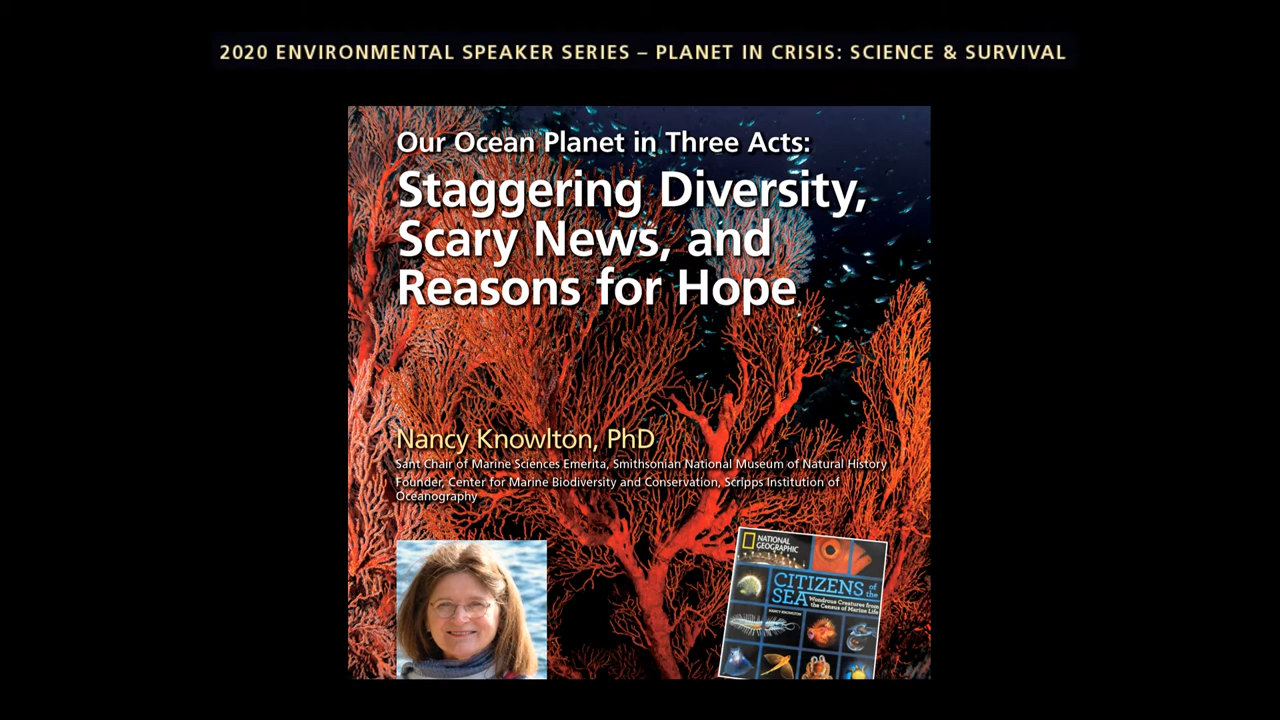 2020 ENVIRONMENTAL SPEAKER SERIES – PLANET IN CRISIS: SCIENCE & SURVIVAL
Our Ocean Planet in Three Acts:
Staggering Diversity,
Scary News, and
Reasons for Hope
Nancy Knowlton, PhD
Sant Chair of Marine Sciences Emerita, Smithsonian National Museum of Natural History
Founder, Center for Marine Biodiversity and Conservation, Scripps Institution of
Oceanography
NATIONAL
GEOGRAPHIC
CITIZENS of the
SEA
Wondrous Creatures from
the Census of Marine Life
NANCY KNOWLTON